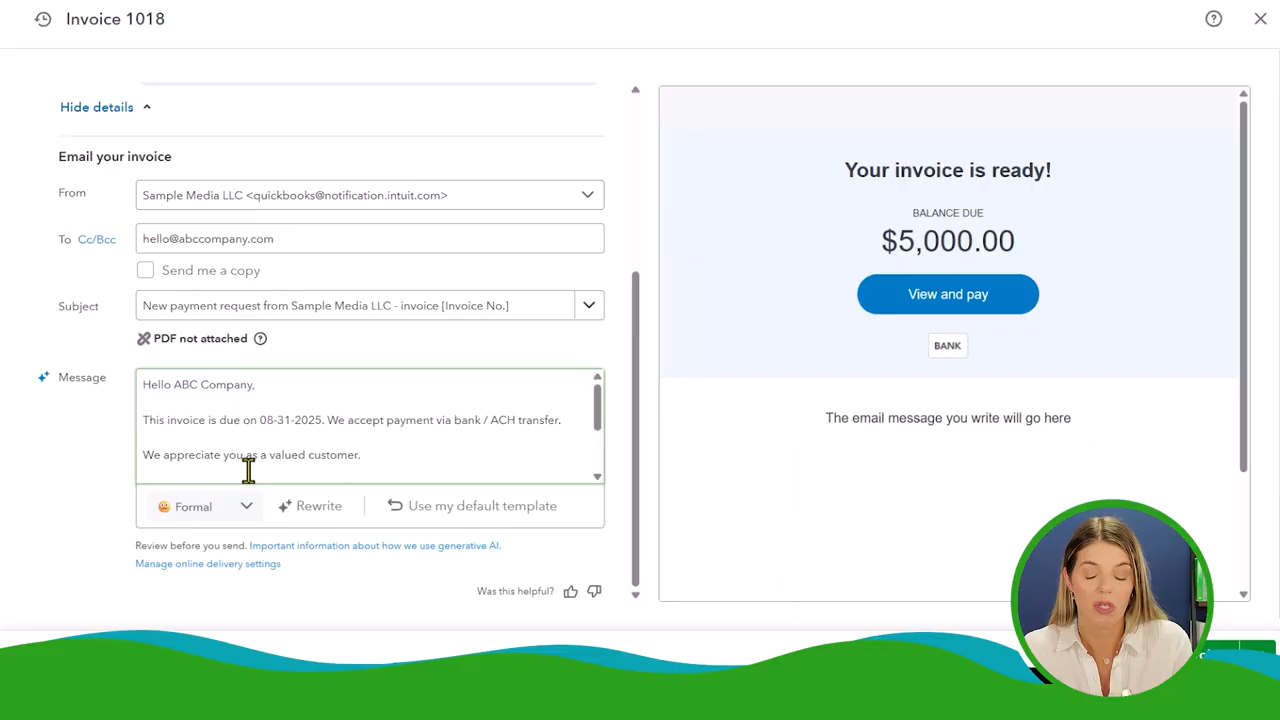 Invoice 1018
Hide details
Email your invoice
From
Sample Media LLC <quickbooks@notification.intuit.com>
To Cc/Bcc
hello@abccompany.com
Send me a copy
Subject
New payment request from Sample Media LLC - invoice [Invoice No.]
PDF not attached
Message
Hello ABC Company,
This invoice is due on 08-31-2025. We accept payment via bank / ACH transfer.
We appreciate you as a valued customer.
Formal
Rewrite
Use my default template
Review before you send. Important information about how we use generative AI.
Manage online delivery settings
Was this helpful?
Your invoice is ready!
BALANCE DUE
$5,000.00
View and pay
BANK
The email message you write will go here